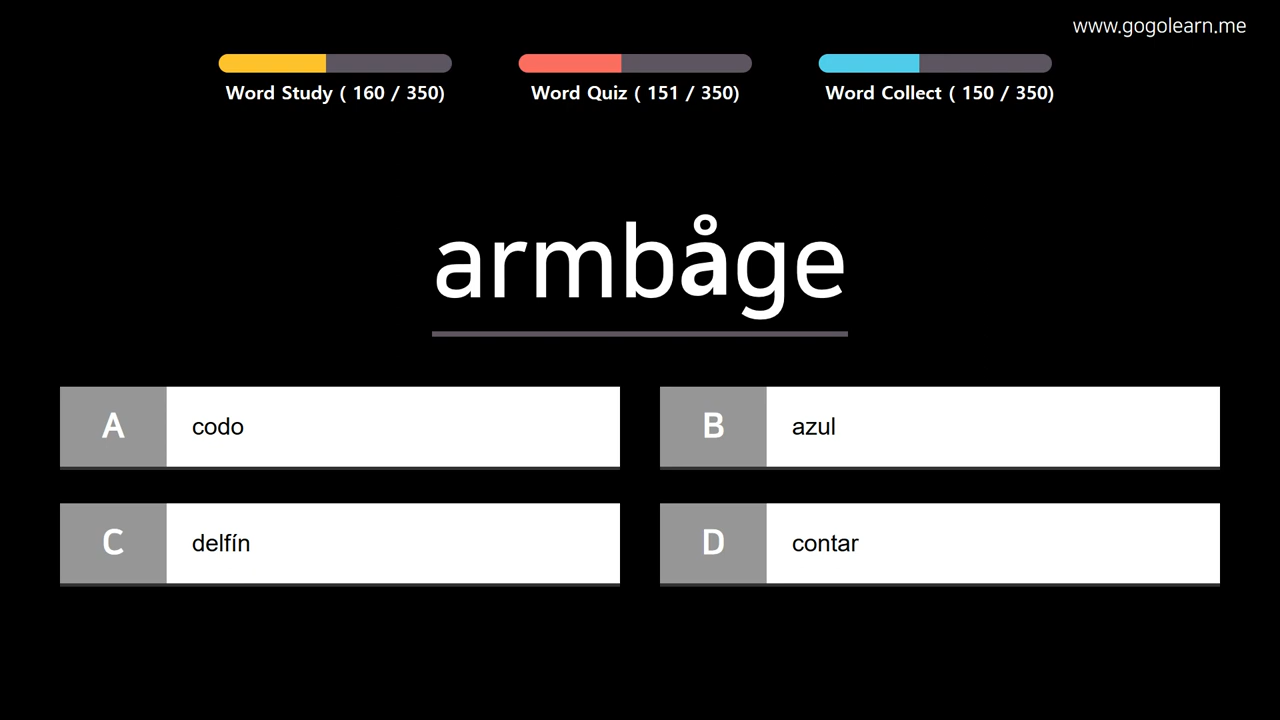 www.gogolearn.me
Word Study ( 160 / 350)
Word Quiz ( 151 / 350)
Word Collect ( 150 / 350)
armbåge
A codo
B azul
C delfín
D contar